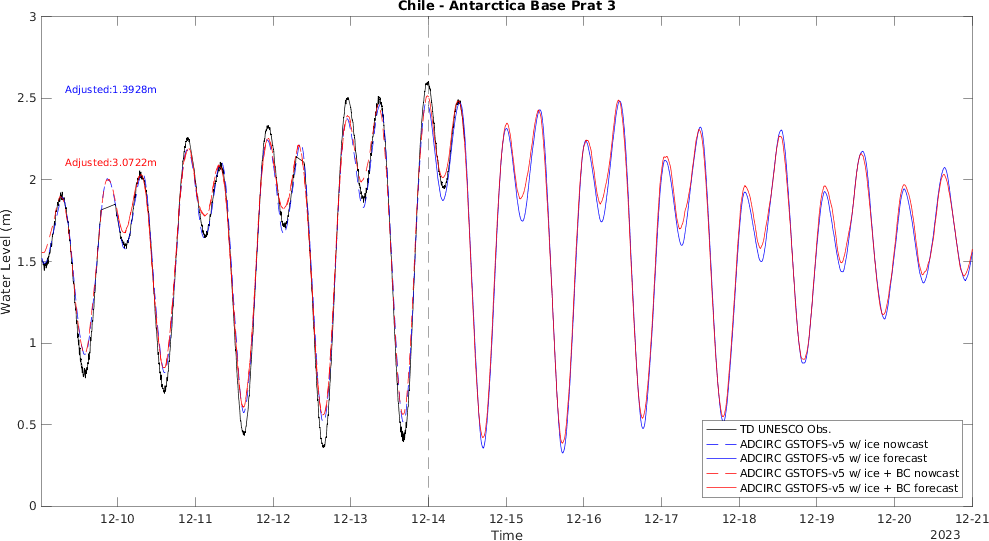 Chile - Antarctica Base Prat 3
3
2.5
2
1.5
1
0.5
0
Water Level (m)
Adjusted:1.3928m
Adjusted:3.0722m
TD UNESCO Obs.
ADCIRC GSTOFS-v5 w/ ice nowcast
ADCIRC GSTOFS-v5 w/ ice forecast
ADCIRC GSTOFS-v5 w/ ice + BC nowcast
ADCIRC GSTOFS-v5 w/ ice + BC forecast
12-10 12-11 12-12 12-13 12-14 12-15 12-16 12-17 12-18 12-19 12-20 12-21
Time
2023